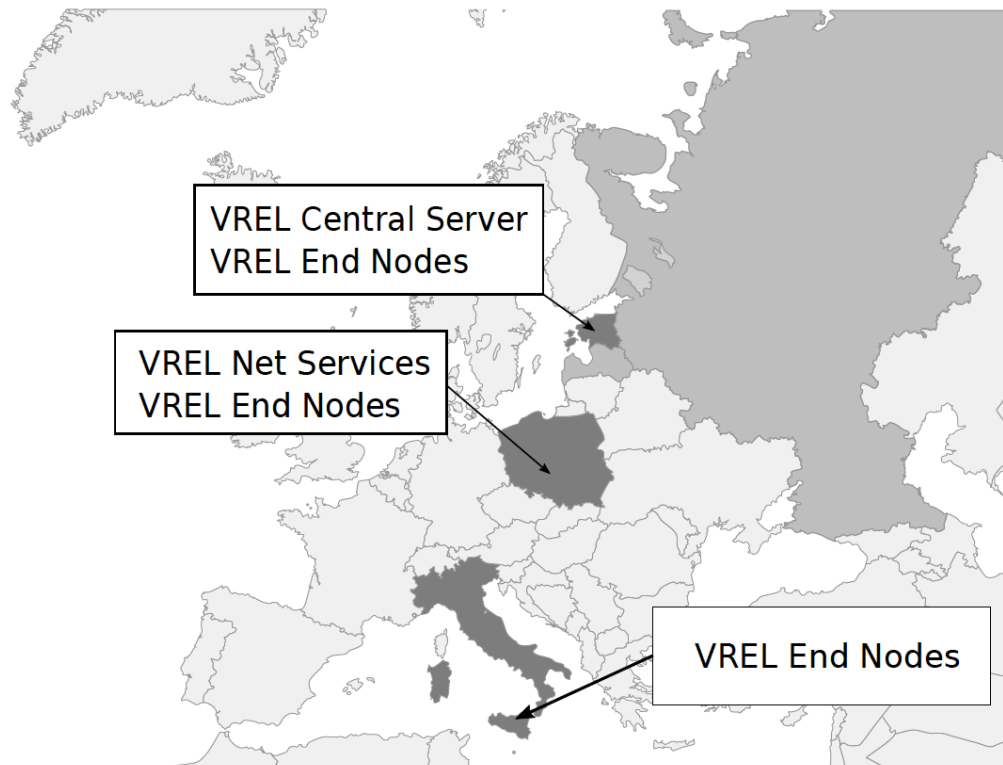 VREL Central Server
VREL End Nodes
VREL Net Services
VREL End Nodes
VREL End Nodes